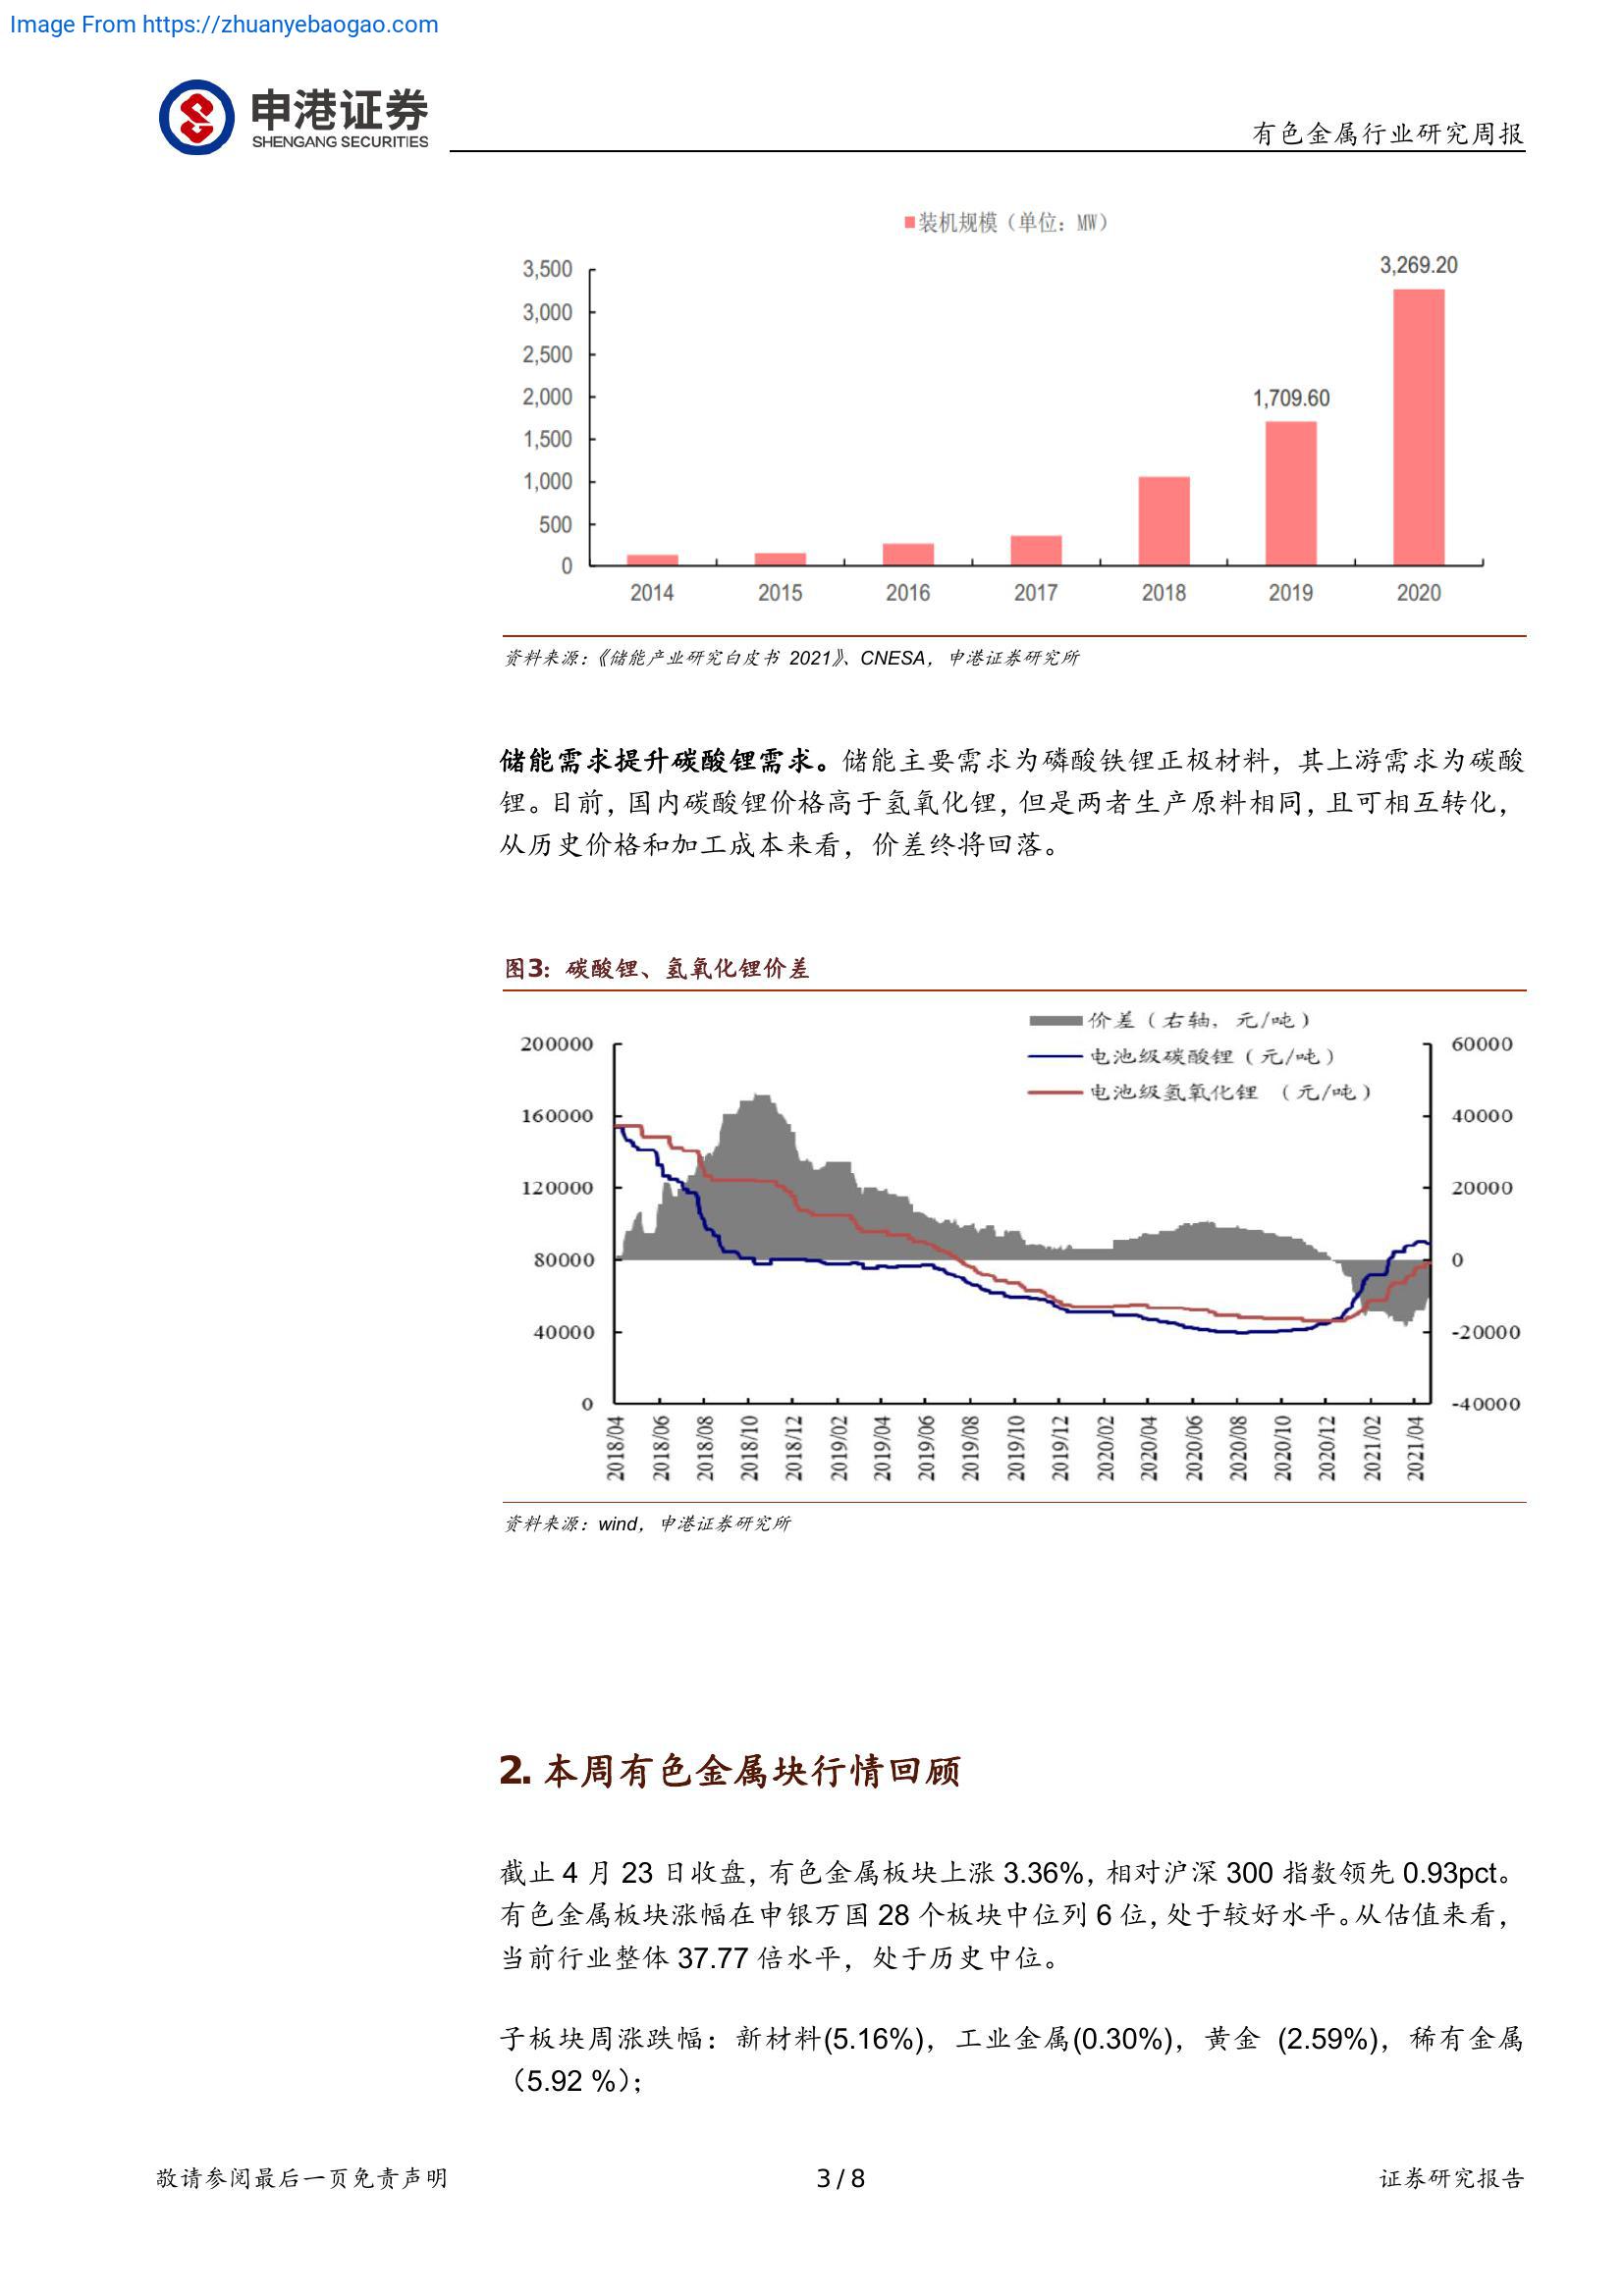 Image From https://zhuanyebaogao.com
申港证券
SHENGANG SECURITIES
有色金属行业研究周报
装机规模（单位：MW）
3,500
3,000
2,500
2,000
1,500
1,000
500
0
1,709.60
3,269.20
2014 2015 2016 2017 2018 2019 2020
资料来源：《储能产业研究白皮书 2021》、CNESA，申港证券研究所
储能需求提升碳酸锂需求。储能主要需求为磷酸铁锂正极材料，其上游需求为碳酸
锂。目前，国内碳酸锂价格高于氢氧化锂，但是两者生产原料相同，且可相互转化，
从历史价格和加工成本来看，价差终将回落。
图3：碳酸锂、氢氧化锂价差
价差（右轴，元/吨）
电池级碳酸锂（元/吨）
电池级氢氧化锂 （元/吨）
200000
160000
120000
80000
40000
0
60000
40000
20000
0
-20000
-40000
2018/04 2018/06 2018/08 2018/10 2018/12 2019/02 2019/04 2019/06 2019/08 2019/10 2019/12 2020/02 2020/04 2020/06 2020/08 2020/10 2020/12 2021/02 2021/04
资料来源：wind，申港证券研究所
2. 本周有色金属块行情回顾
截止 4 月 23 日收盘，有色金属板块上涨 3.36%，相对沪深 300 指数领先 0.93pct。
有色金属板块涨幅在申银万国 28 个板块中位列 6 位，处于较好水平。从估值来看，
当前行业整体 37.77 倍水平，处于历史中位。
子板块周涨跌幅：新材料(5.16%)，工业金属(0.30%)，黄金 (2.59%)，稀有金属
（5.92 %）；
敬请参阅最后一页免责声明
3 / 8
证券研究报告